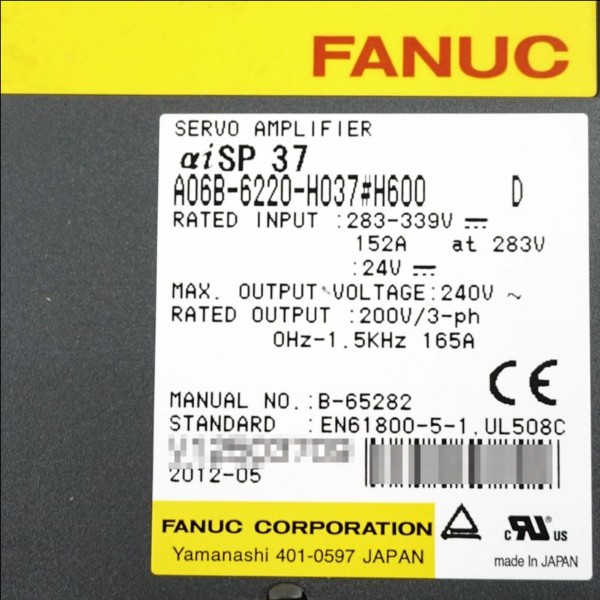 FANUC
SERVO AMPLIFIER
αiSP 37
A06B-6220-H037#H600 D
RATED INPUT :283-339V ⎓
152A at 283V
:24V ⎓
MAX. OUTPUT VOLTAGE:240V ~
RATED OUTPUT :200V/3-ph
0Hz-1.5KHz 165A
CE
MANUAL NO.:B-65282
STANDARD :EN61800-5-1.UL508C
2012-05
FANUC CORPORATION
Yamanashi 401-0597 JAPAN
c RU US
made in JAPAN